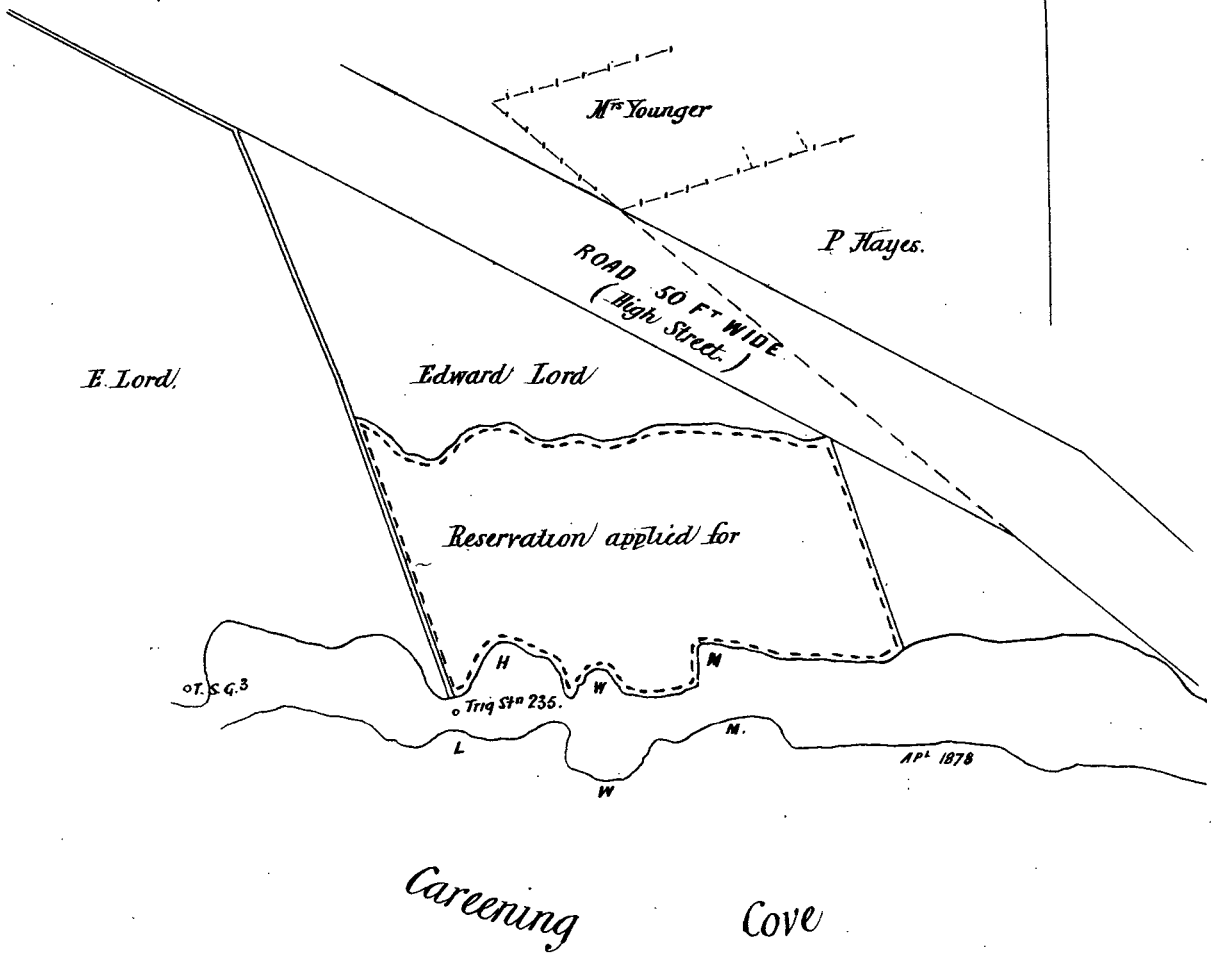 Mrs Younger
P Hayes.
ROAD 50 FT WIDE
(High Street.)
E. Lord.
Edward Lord
Reservation applied for
H
W
M
o T. S. G. 3
o Trig Stn 235.
L
W
M.
APL 1878
Careening Cove